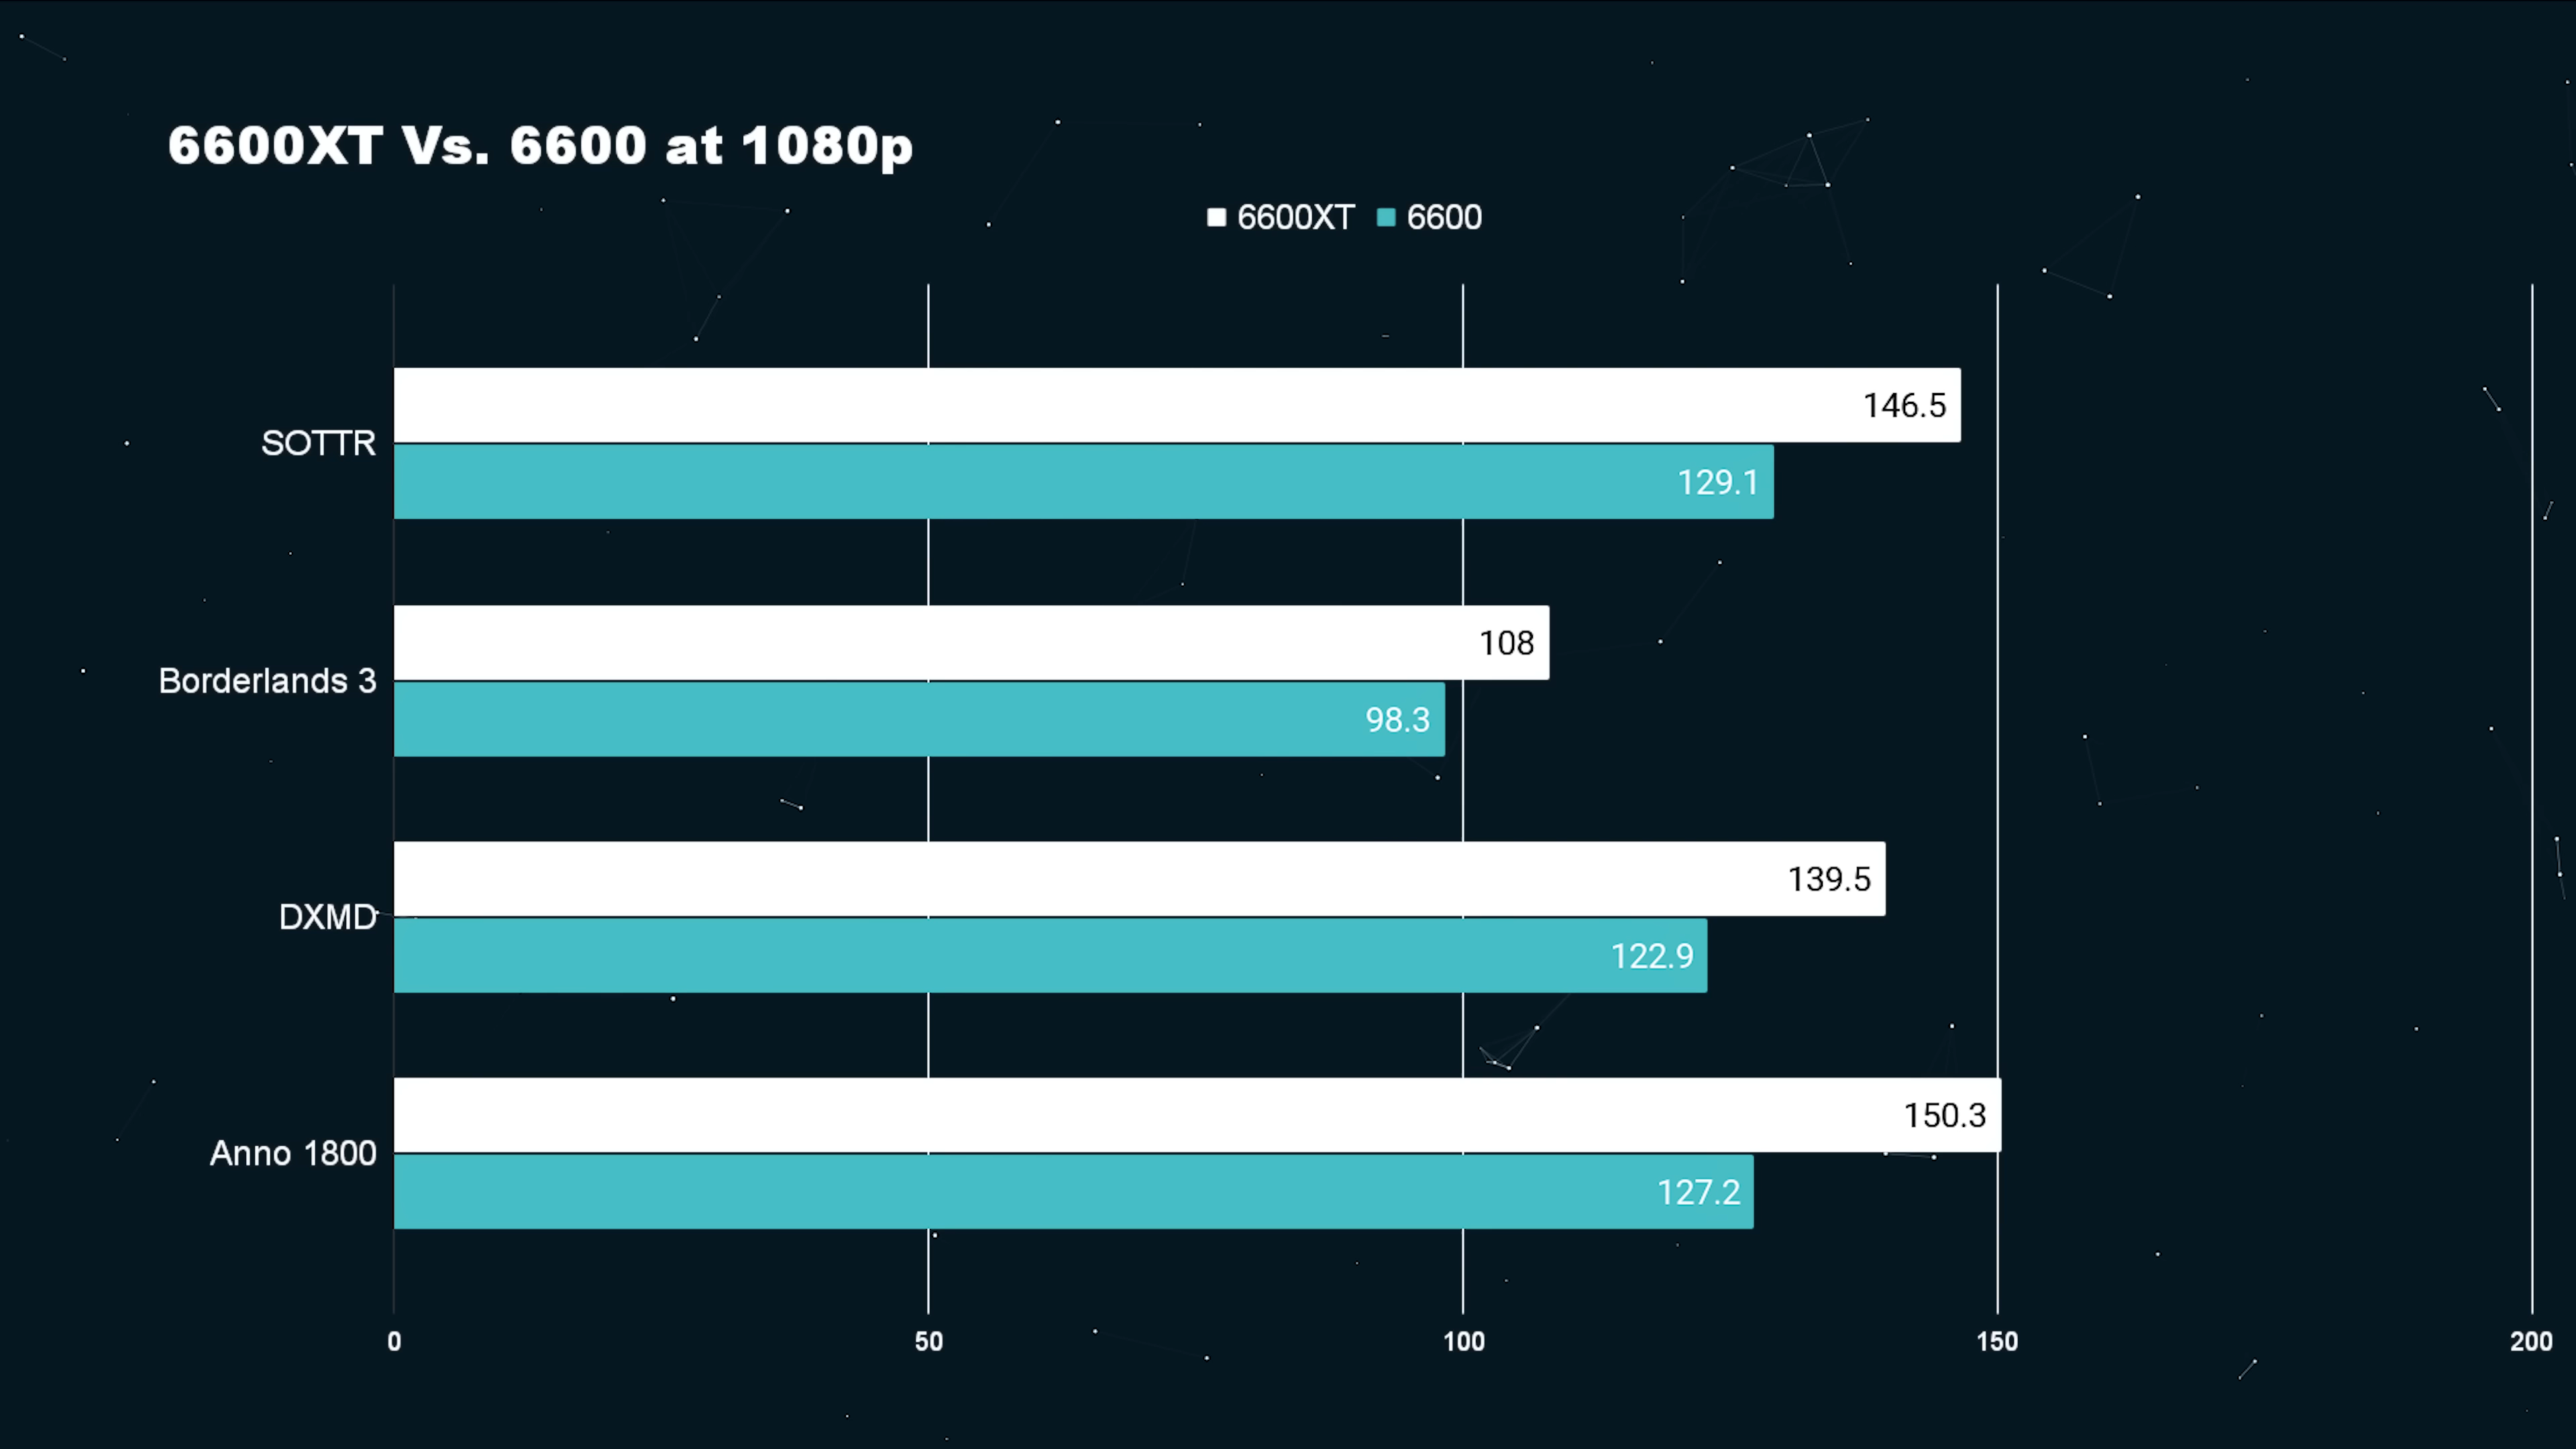 6600XT Vs. 6600 at 1080p
6600XT 6600
SOTTR
146.5
129.1
Borderlands 3
108
98.3
DXMD
139.5
122.9
Anno 1800
150.3
127.2
0 50 100 150 200